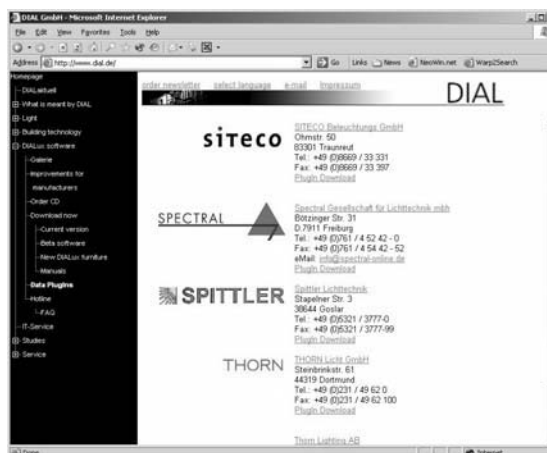 DIAL GmbH - Microsoft Internet Explorer
File Edit View Favorites Tools Help
Address http://www.dial.de/ Go Links News NeoWin.net Warp2Search
Homepage
DIALaktuell
What is meant by DIAL
Light
Building technology
DIALux software
Galerie
Improvements for
manufacturers
Order CD
Download now
Current version
Beta software
New DIALux furniture
Manuals
Data Plugins
Hotline
FAQ
IT-Service
Studies
Service
order newsletter select language e-mail Impressum
DIAL
siteco
SITECO Beleuchtungs GmbH
Ohmstr. 50
83301 Traunreut
Tel.: +49 (0)8669 / 33 331
Fax: +49 (0)8669 / 33 397
PlugIn Download
SPECTRAL
Spectral Gesellschaft für Lichttechnik mbh
Bötzinger Str. 31
D.7911 Freiburg
Tel.: +49 (0)761 / 4 52 42 - 0
Fax: +49 (0)761 / 4 54 42 - 52
eMail: info@spectral-online.de
PlugIn Download
SPITTLER
Spittler Lichttechnik
Stapelner Str. 3
38644 Goslar
Tel.: +49 (0)5321 / 3777-0
Fax: +49 (0)5321 / 3777-99
PlugIn Download
THORN
THORN Licht GmbH
Steinbrinkstr. 61
44319 Dortmund
Tel.: +49 (0)231 / 49 62 0
Fax: +49 (0)231 / 49 62 100
PlugIn Download
Thorn Lighting AB
Done Internet